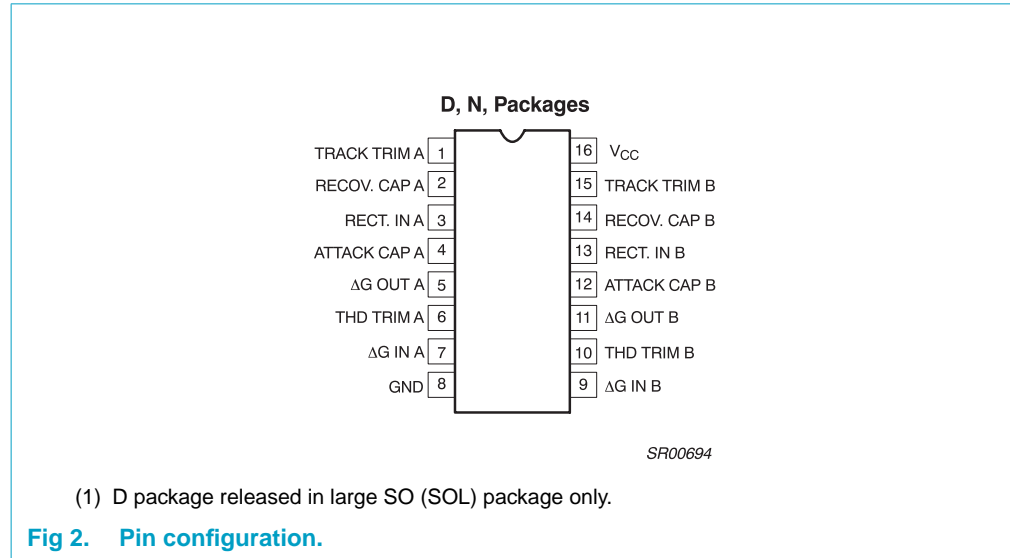 D, N, Packages
TRACK TRIM A 1 16 VCC
RECOV. CAP A 2 15 TRACK TRIM B
RECT. IN A 3 14 RECOV. CAP B
ATTACK CAP A 4 13 RECT. IN B
ΔG OUT A 5 12 ATTACK CAP B
THD TRIM A 6 11 ΔG OUT B
ΔG IN A 7 10 THD TRIM B
GND 8 9 ΔG IN B
SR00694
(1) D package released in large SO (SOL) package only.
Fig 2. Pin configuration.